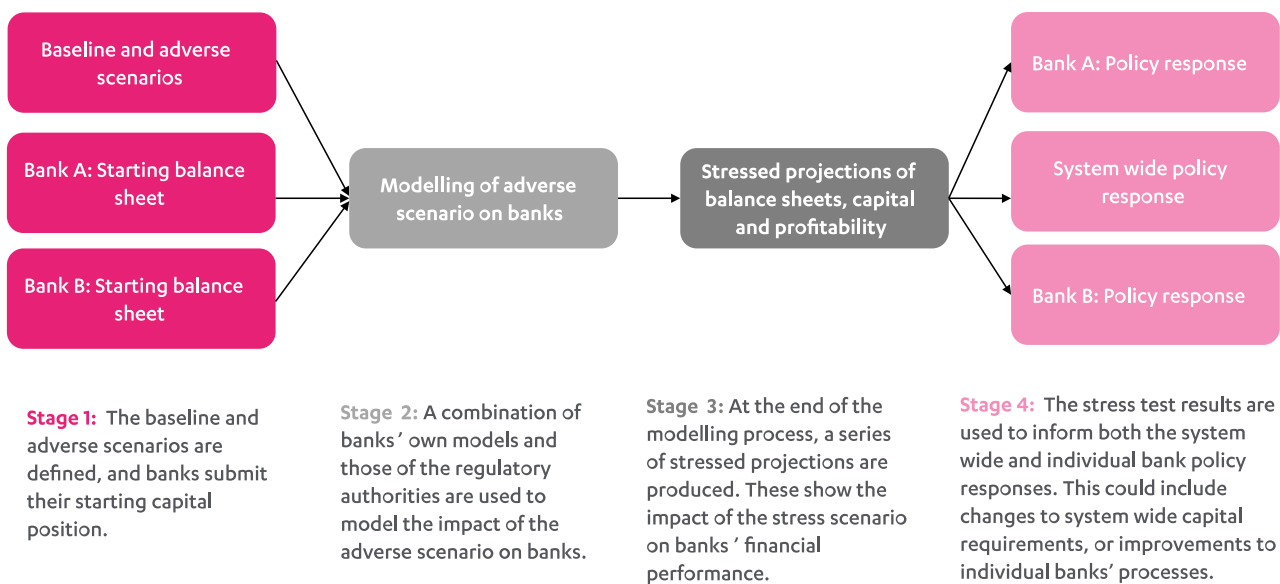 Baseline and adverse
scenarios
Bank A: Starting balance
sheet
Bank B: Starting balance
sheet
Modelling of adverse
scenario on banks
Stressed projections of
balance sheets, capital
and profitability
Bank A: Policy response
System wide policy
response
Bank B: Policy response
Stage 1: The baseline and
adverse scenarios are
defined, and banks submit
their starting capital
position.
Stage 2: A combination of
banks’ own models and
those of the regulatory
authorities are used to
model the impact of the
adverse scenario on banks.
Stage 3: At the end of the
modelling process, a series
of stressed projections are
produced. These show the
impact of the stress scenario
on banks’ financial
performance.
Stage 4: The stress test results are
used to inform both the system
wide and individual bank policy
responses. This could include
changes to system wide capital
requirements, or improvements to
individual banks’ processes.